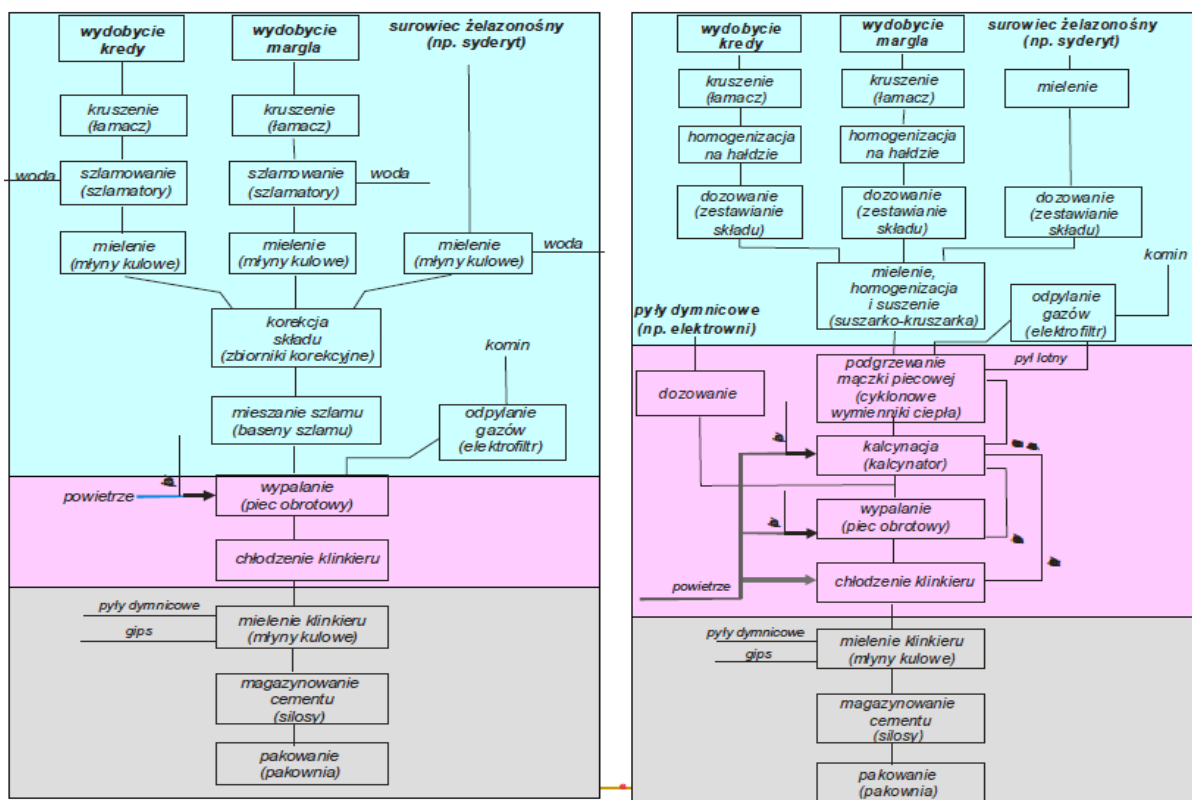 wydobycie
kredy
wydobycie
margla
surowiec żelazonośny
(np. syderyt)
kruszenie
(łamacz)
kruszenie
(łamacz)
woda
szlamowanie
(szlamatory)
szlamowanie
(szlamatory)
woda
mielenie
(młyny kulowe)
mielenie
(młyny kulowe)
mielenie
(młyny kulowe)
woda
korekcja
składu
(zbiorniki korekcyjne)
komin
mieszanie szlamu
(baseny szlamu)
odpylanie
gazów
(elektrofiltr)
powietrze
wypalanie
(piec obrotowy)
chłodzenie klinkieru
pyły dymnicowe
gips
mielenie klinkieru
(młyny kulowe)
magazynowanie
cementu
(silosy)
pakowanie
(pakownia)
wydobycie
kredy
wydobycie
margla
surowiec żelazonośny
(np. syderyt)
kruszenie
(łamacz)
kruszenie
(łamacz)
mielenie
homogenizacja
na hałdzie
homogenizacja
na hałdzie
dozowanie
(zestawianie
składu)
dozowanie
(zestawianie
składu)
dozowanie
(zestawianie
składu)
komin
mielenie,
homogenizacja
i suszenie
(suszarko-kruszarka)
odpylanie
gazów
(elektrofiltr)
pyły dymnicowe
(np. elektrowni)
pył lotny
podgrzewanie
mączki piecowej
(cyklonowe
wymienniki ciepła)
dozowanie
kalcynacja
(kalcynator)
wypalanie
(piec obrotowy)
powietrze
chłodzenie klinkieru
pyły dymnicowe
gips
mielenie klinkieru
(młyny kulowe)
magazynowanie
cementu
(silosy)
pakowanie
(pakownia)